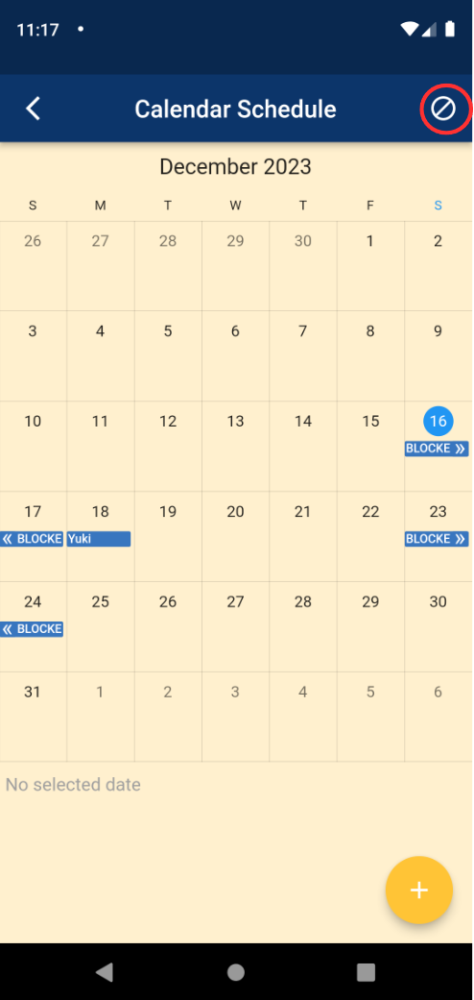 11:17
Calendar Schedule
December 2023
S M T W T F S
26 27 28 29 30 1 2
3 4 5 6 7 8 9
10 11 12 13 14 15 16
BLOCKE »
17 18 19 20 21 22 23
« BLOCKE Yuki BLOCKE »
24 25 26 27 28 29 30
« BLOCKE
31 1 2 3 4 5 6
No selected date
+